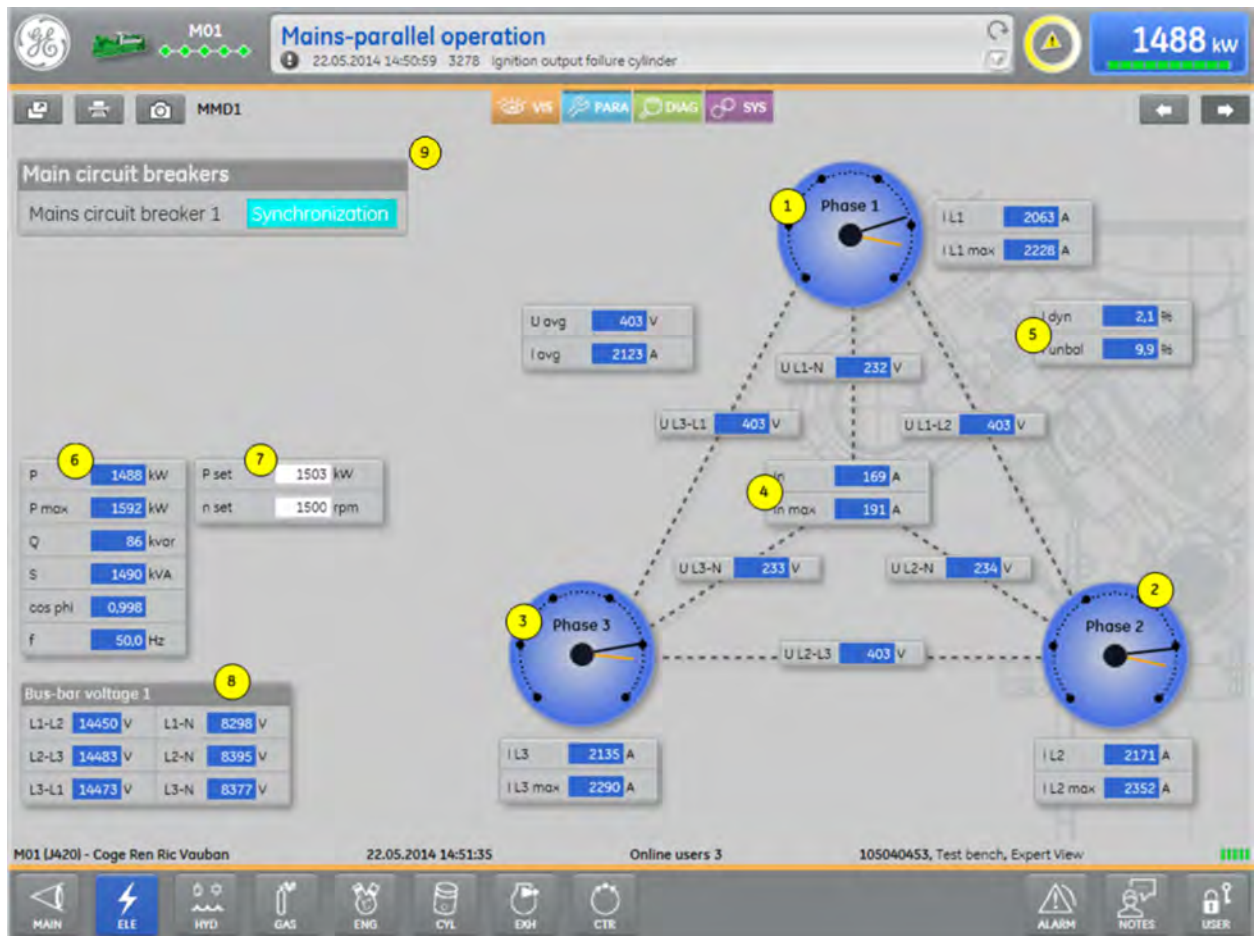 GE
M01
Mains-parallel operation
22.05.2014 14:50:59 3278 Ignition output failure cylinder
1488 kW
MMD1
VIS PARA DIAG SYS
9
Main circuit breakers
Mains circuit breaker 1 Synchronization
1
Phase 1
I L1 2063 A
I L1 max 2228 A
U avg 403 V
I avg 2123 A
5
I dyn 2,1 %
unbal 9,9 %
U L1-N 232 V
U L3-L1 403 V
U L1-L2 403 V
6
P 1488 kW
P max 1592 kW
Q 86 kvar
S 1490 kVA
cos phi 0,998
f 50,0 Hz
7
P set 1503 kW
n set 1500 rpm
4
In 169 A
In max 191 A
U L3-N 233 V
U L2-N 234 V
3
Phase 3
2
Phase 2
U L2-L3 403 V
8
Bus-bar voltage 1
L1-L2 14450 V L1-N 8298 V
L2-L3 14483 V L2-N 8395 V
L3-L1 14473 V L3-N 8377 V
I L3 2135 A
I L3 max 2290 A
I L2 2171 A
I L2 max 2352 A
M01 (J420) - Coge Ren Ric Vauban 22.05.2014 14:51:35 Online users 3 105040453, Test bench, Expert View
MAIN ELE HYD GAS ENG CYL EXH CTR ALARM NOTES USER